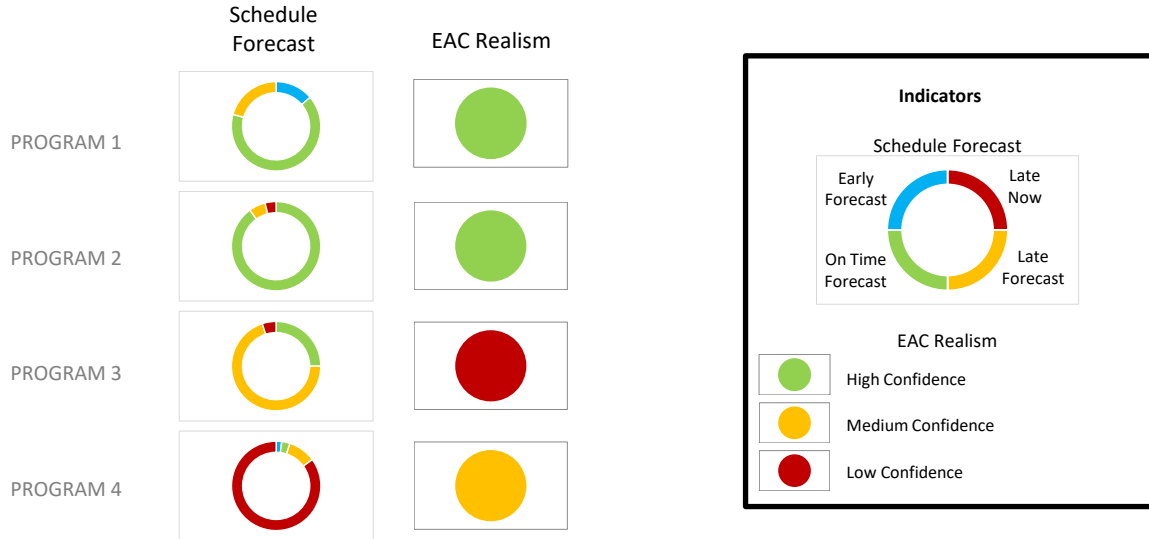 Schedule
Forecast
EAC Realism
PROGRAM 1
PROGRAM 2
PROGRAM 3
PROGRAM 4
Indicators
Schedule Forecast
Early
Forecast
Late
Now
On Time
Forecast
Late
Forecast
EAC Realism
High Confidence
Medium Confidence
Low Confidence